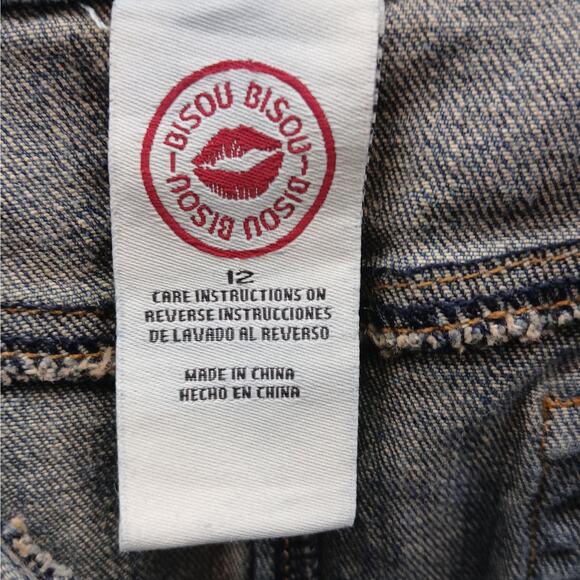 BISOU BISOU
BISOU BISOU
12
CARE INSTRUCTIONS ON
REVERSE INSTRUCCIONES
DE LAVADO AL REVERSO
MADE IN CHINA
HECHO EN CHINA